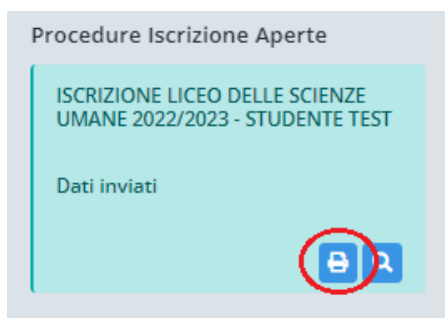 Procedure Iscrizione Aperte
ISCRIZIONE LICEO DELLE SCIENZE
UMANE 2022/2023 - STUDENTE TEST
Dati inviati